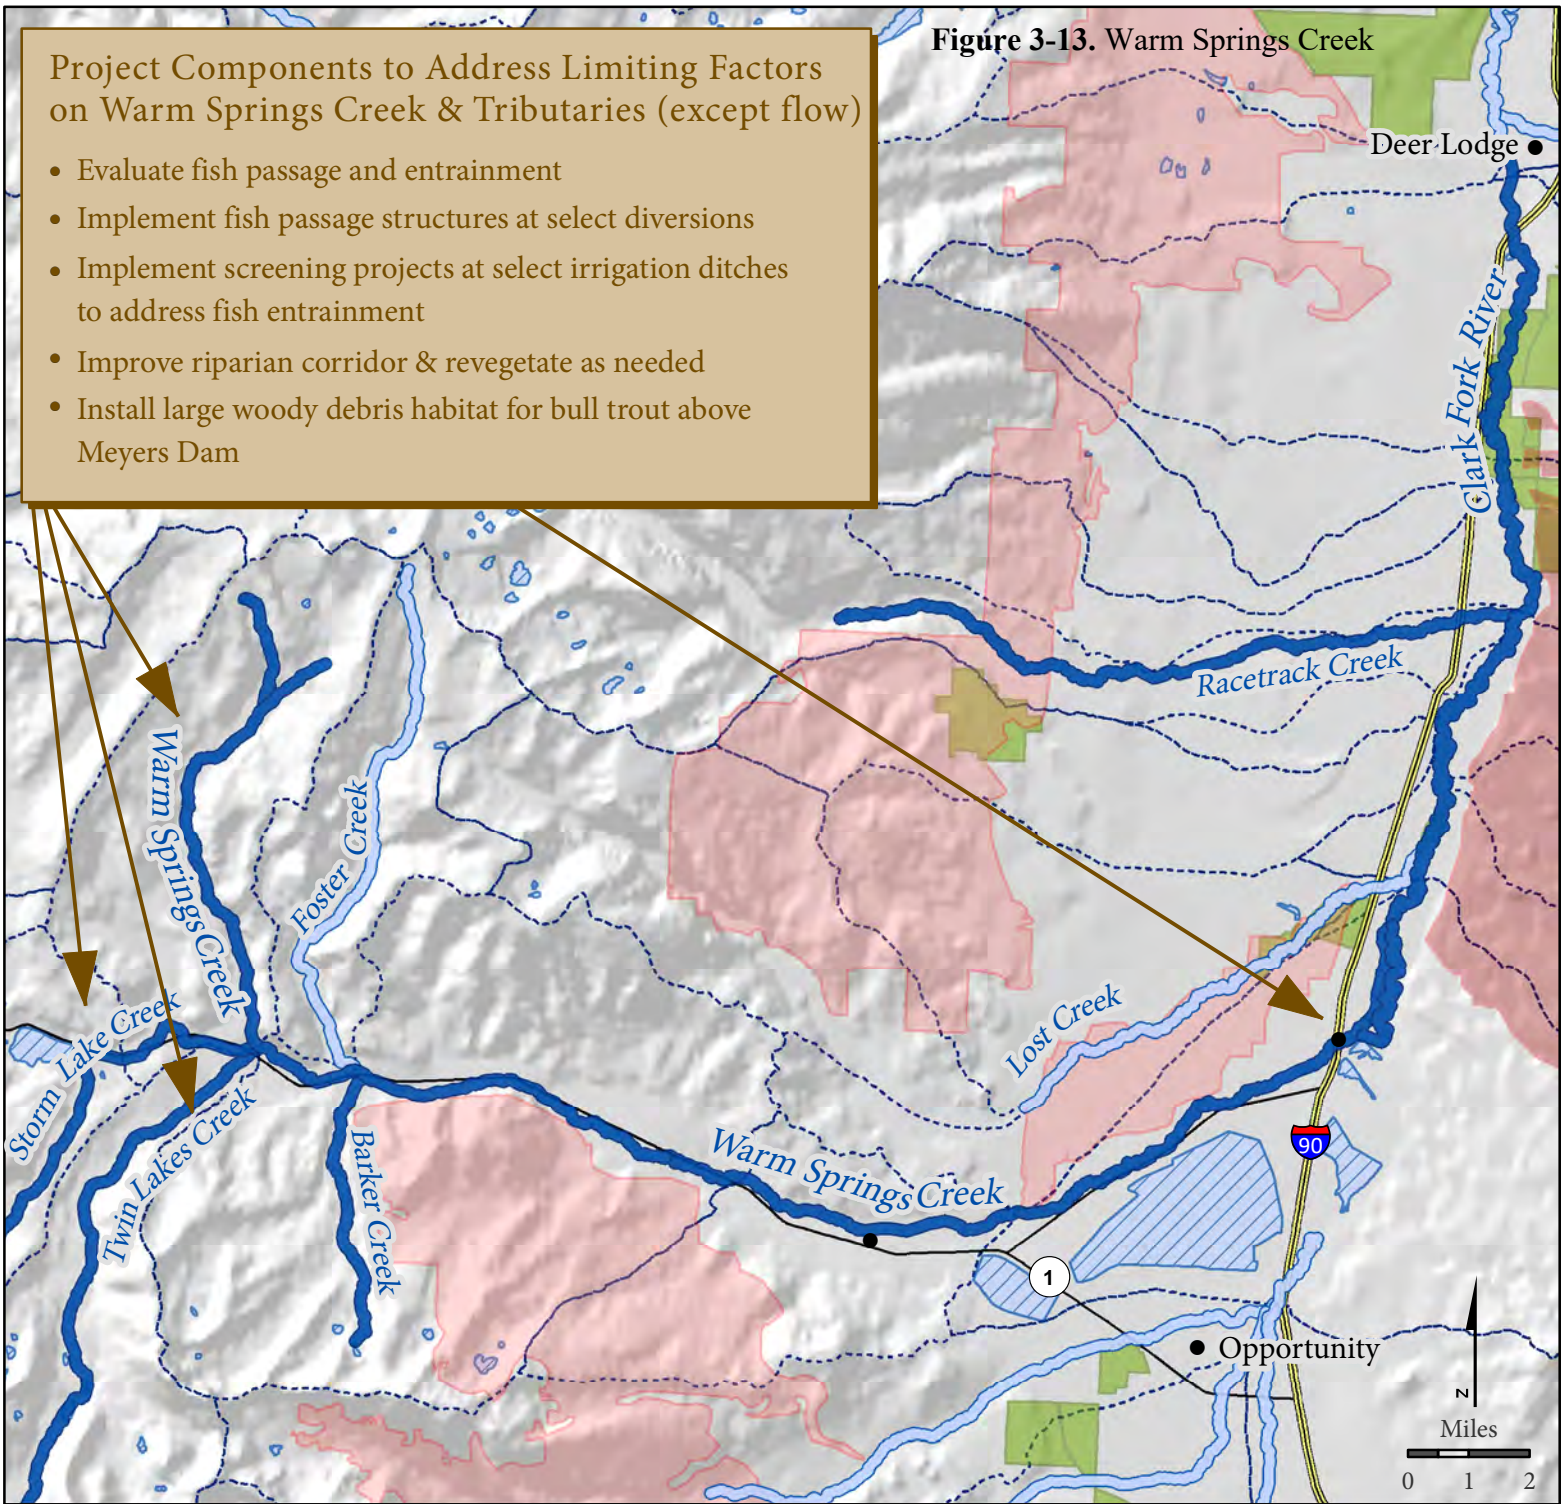 Figure 3-13. Warm Springs Creek
Project Components to Address Limiting Factors
on Warm Springs Creek & Tributaries (except flow)
• Evaluate fish passage and entrainment
• Implement fish passage structures at select diversions
• Implement screening projects at select irrigation ditches
to address fish entrainment
• Improve riparian corridor & revegetate as needed
• Install large woody debris habitat for bull trout above
Meyers Dam
Deer Lodge
Clark Fork River
Racetrack Creek
Warm Springs Creek
Foster Creek
Storm Lake Creek
Lost Creek
Twin Lakes Creek
Barker Creek
Warm Springs Creek
90
1
Opportunity
N
Miles
0 1 2